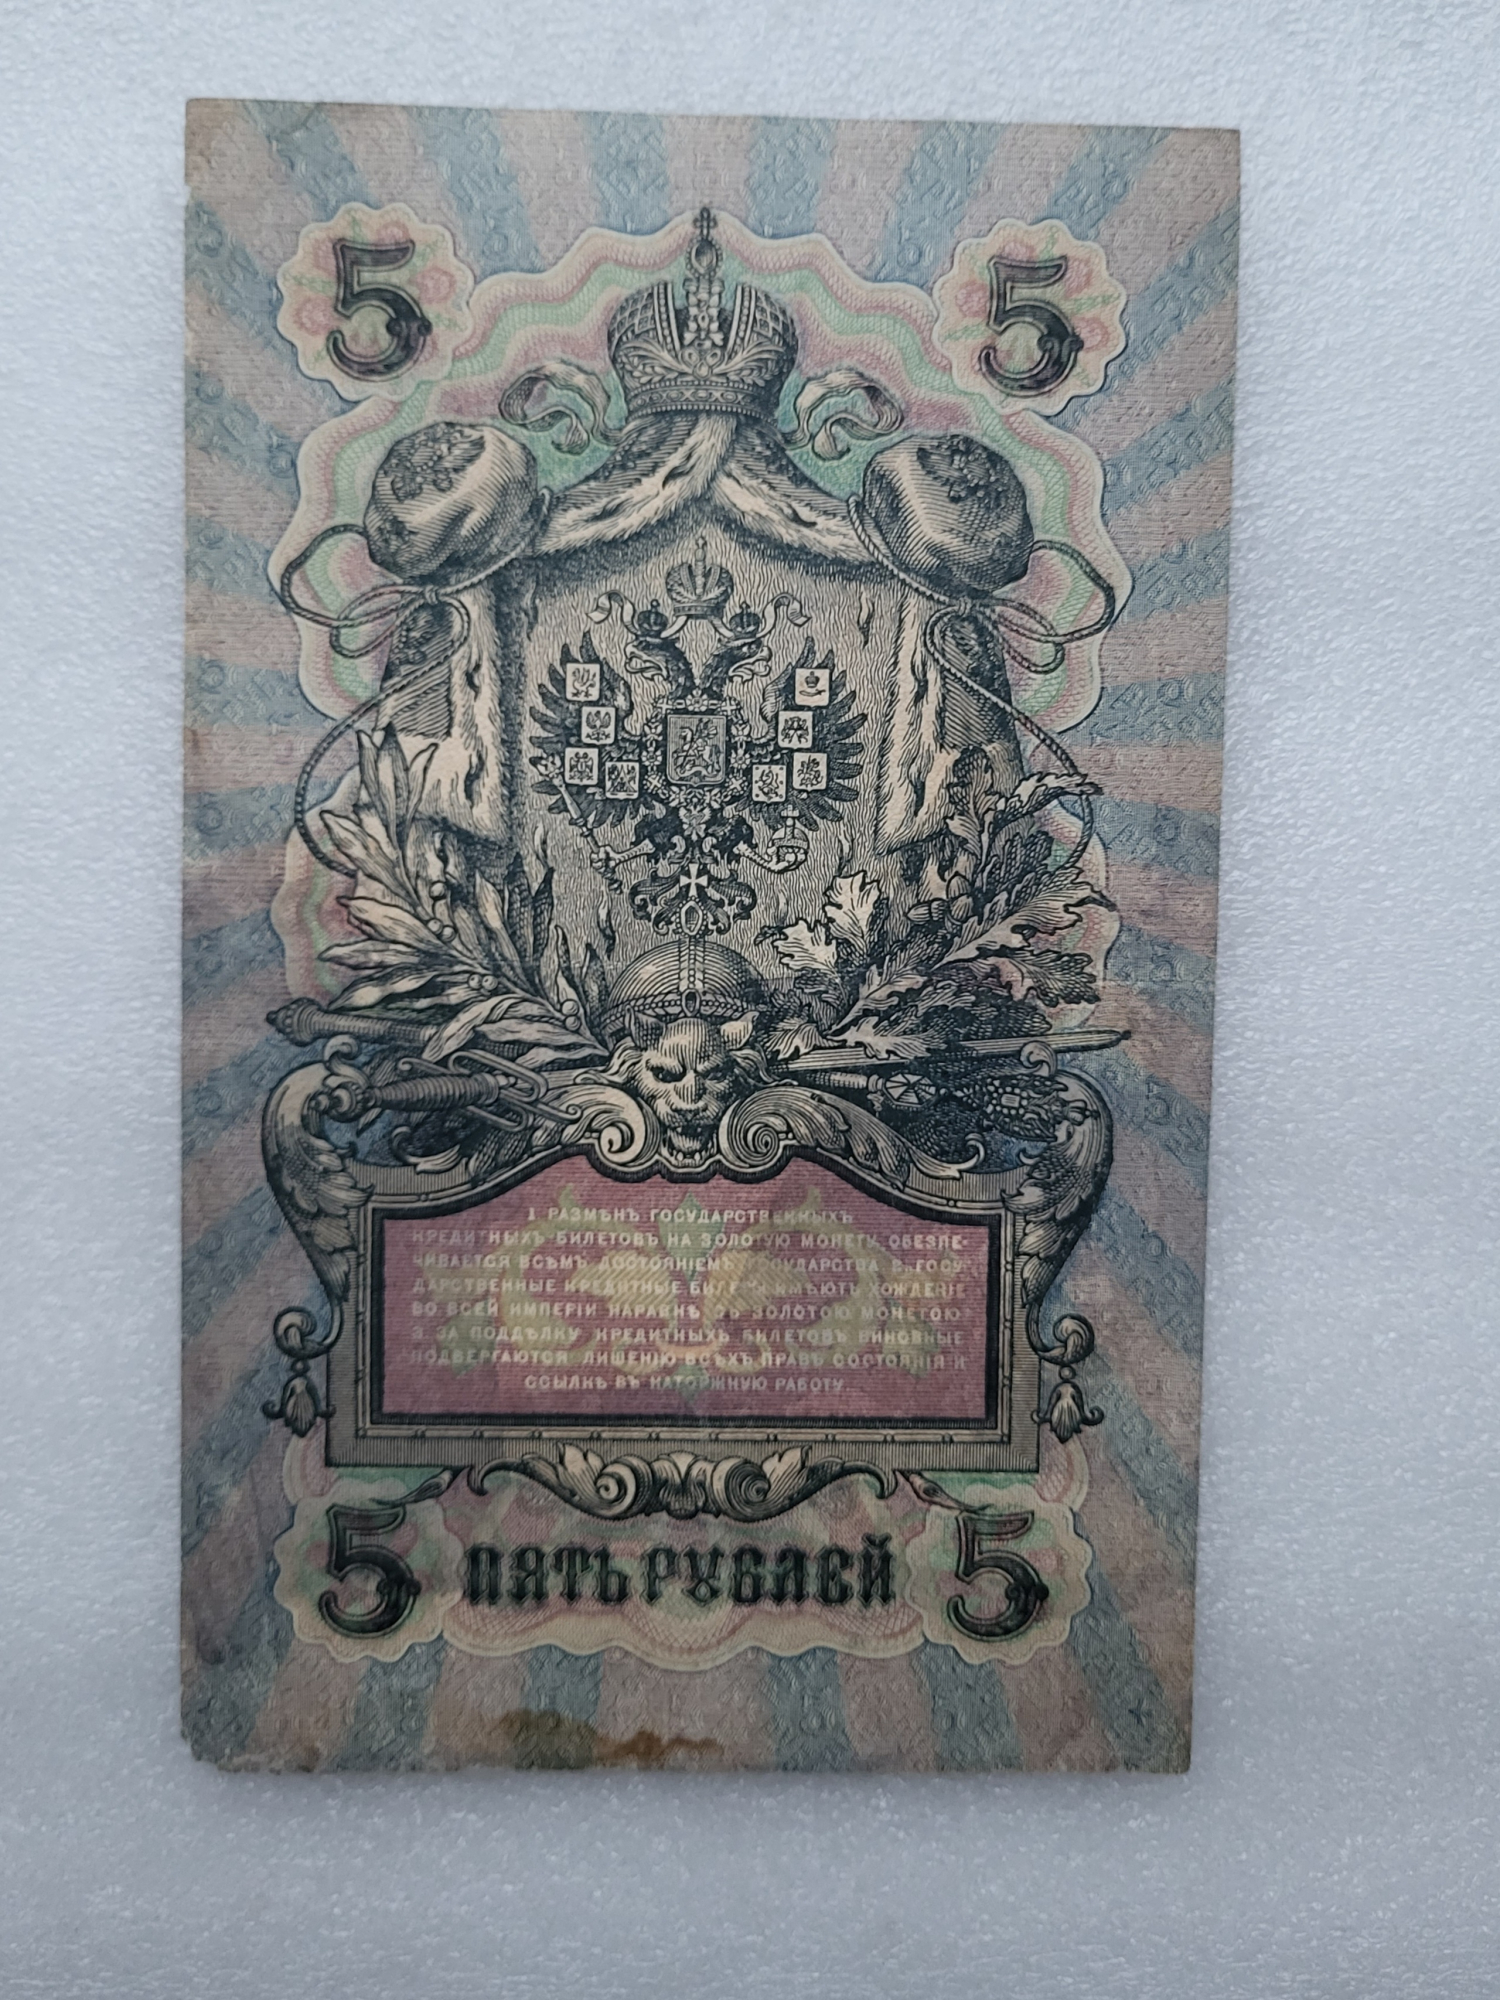 5 5
1 РАЗМѢНЪ ГОСУДАРСТВЕННЫХЪ
КРЕДИТНЫХЪ БИЛЕТОВЪ НА ЗОЛОТУЮ МОНЕТУ ОБЕЗПЕ-
ЧИВАЕТСЯ ВСѢМЪ ДОСТОЯНІЕМЪ ГОСУДАРСТВА 2. ГОСУ-
ДАРСТВЕННЫЕ КРЕДИТНЫЕ БИЛЕТЫ ИМѢЮТЪ ХОЖДЕНІЕ
ВО ВСЕЙ ИМПЕРІИ НАРАВНѢ СЪ ЗОЛОТОЮ МОНЕТОЮ
3. ЗА ПОДДѢЛКУ КРЕДИТНЫХЪ БИЛЕТОВЪ ВИНОВНЫЕ
ПОДВЕРГАЮТСЯ ЛИШЕНІЮ ВСѢХЪ ПРАВЪ СОСТОЯНІЯ И
ССЫЛКѢ ВЪ КАТОРЖНУЮ РАБОТУ.
5 ПЯТЬ РУБЛЕЙ 5